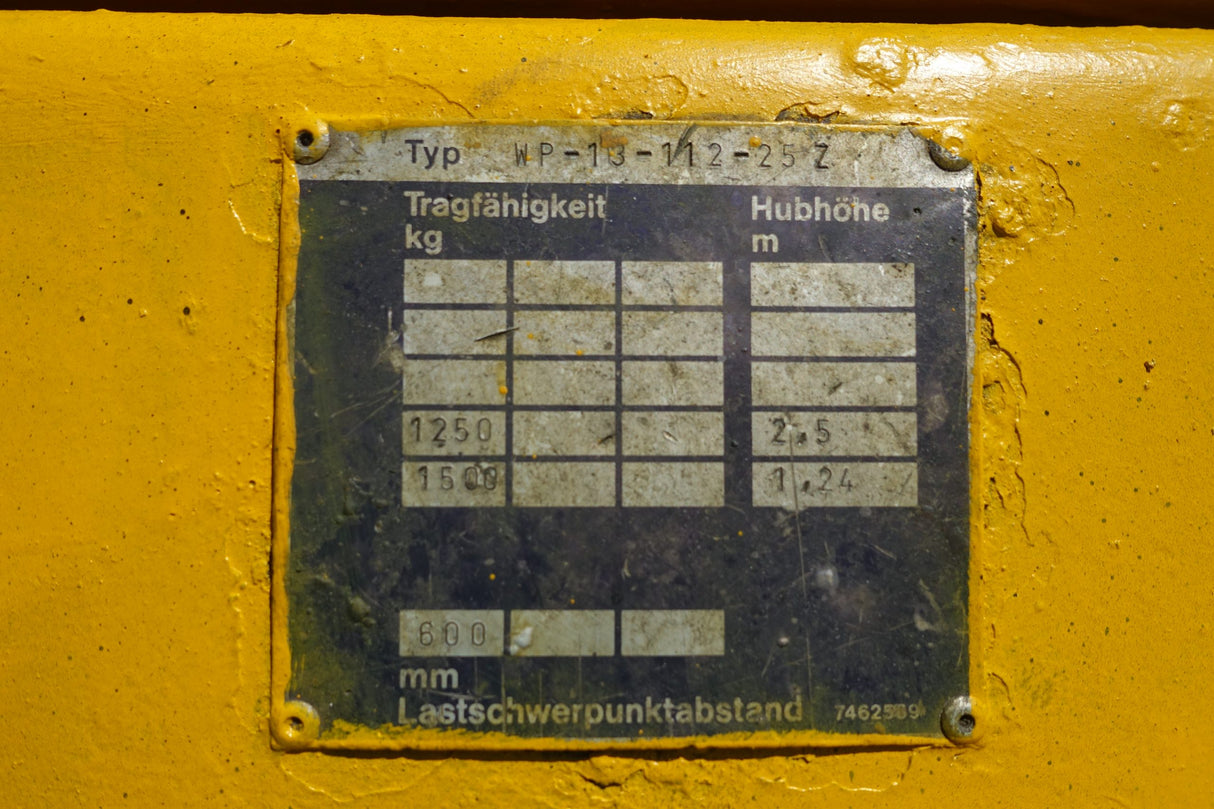 Typ WP-13-112-25 Z
Tragfähigkeit Hubhöhe
kg m
1250 2,5
1500 1,24
600
mm
Lastschwerpunktabstand 7462589